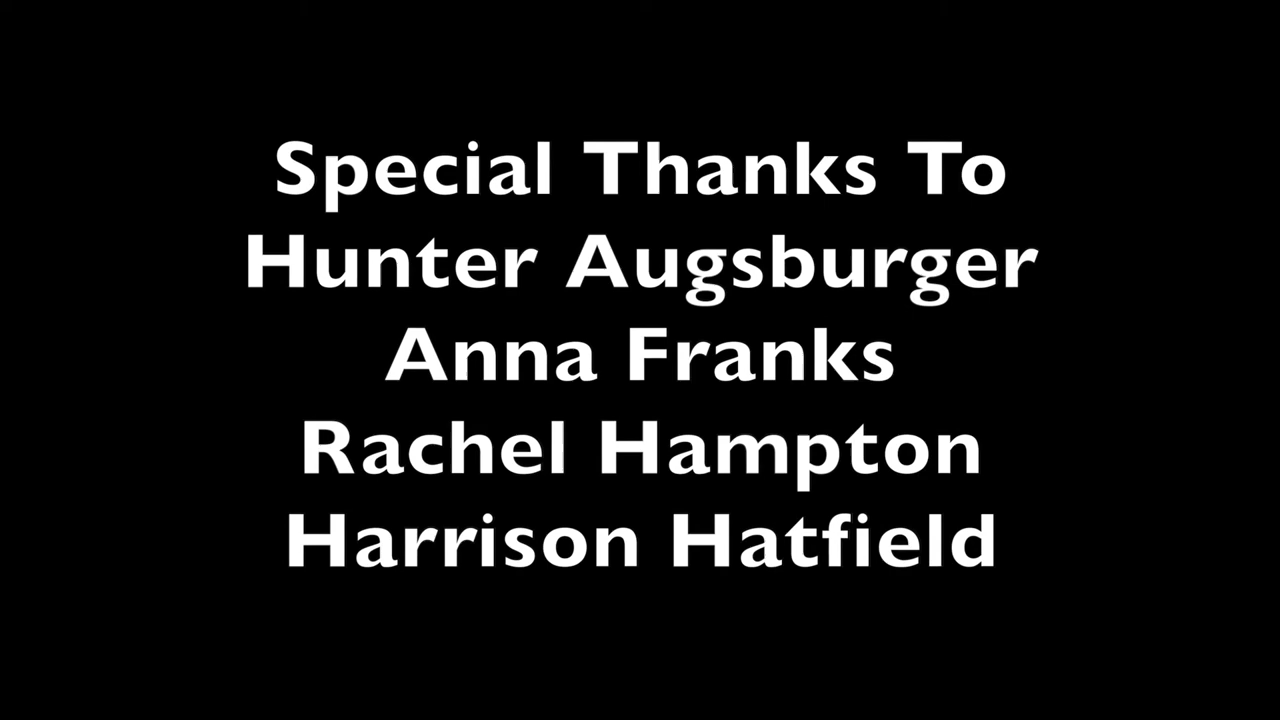 Special Thanks To
Hunter Augsburger
Anna Franks
Rachel Hampton
Harrison Hatfield